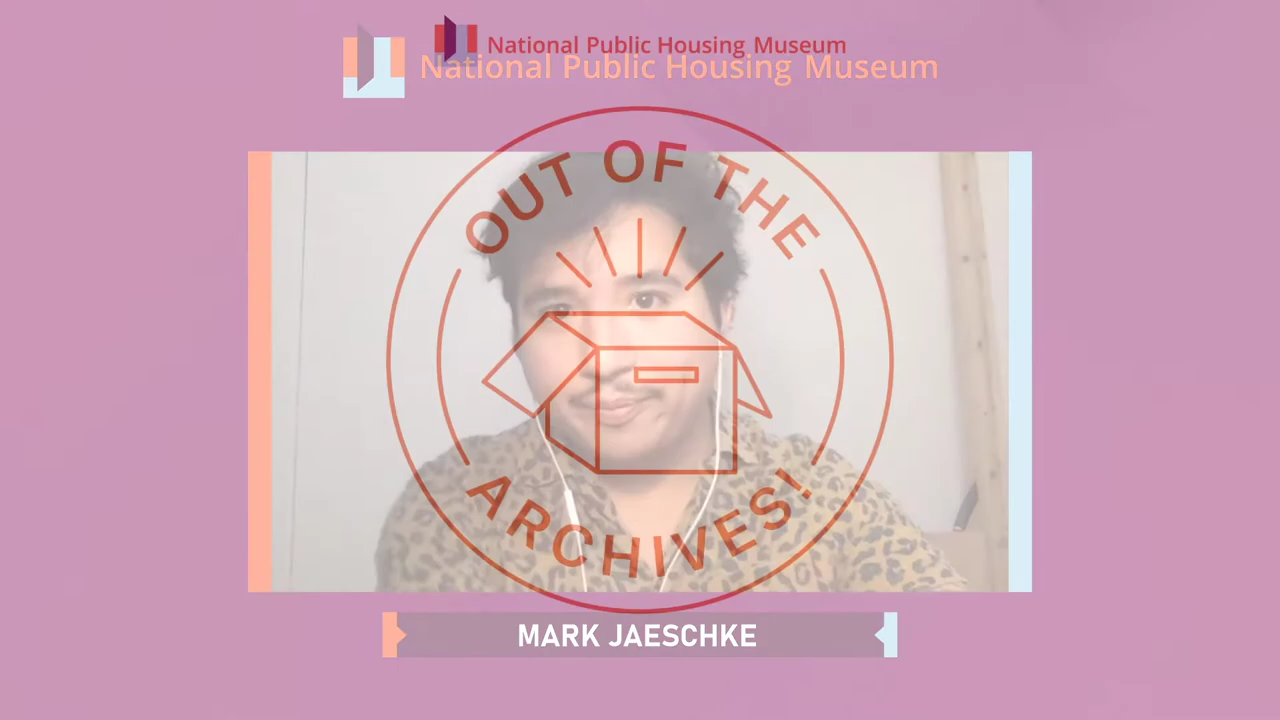 National Public Housing Museum
National Public Housing Museum
OUT OF THE
ARCHIVES!
MARK JAESCHKE